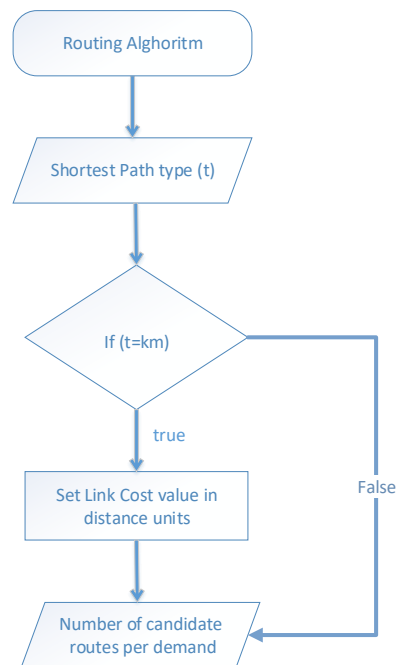 Routing Alghoritm
Shortest Path type (t)
If (t=km)
true
False
Set Link Cost value in
distance units
Number of candidate
routes per demand